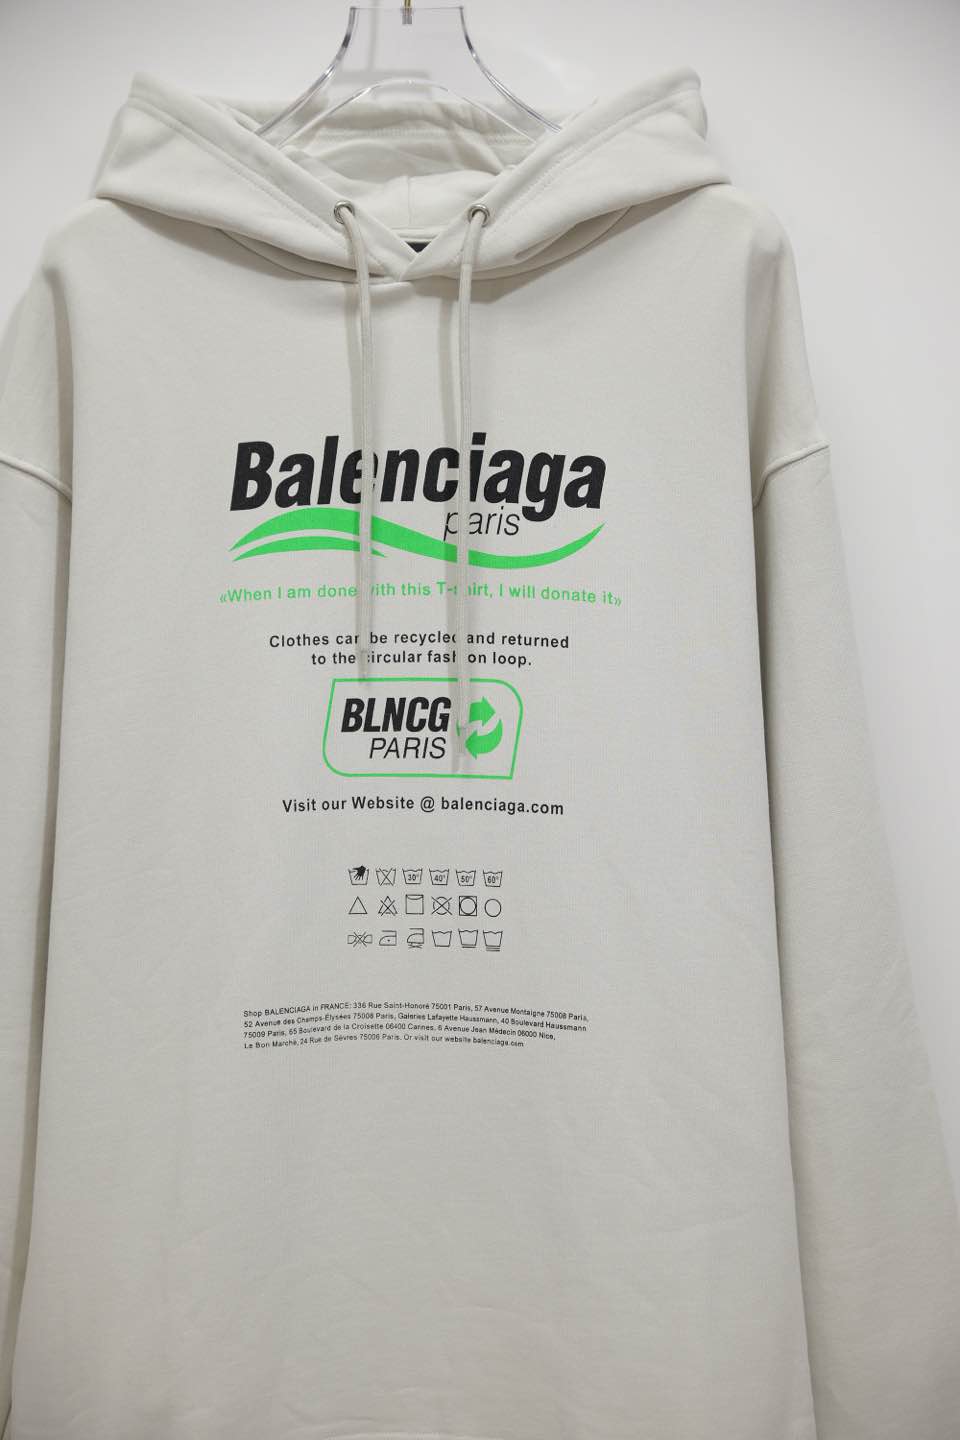 Balenciaga
paris
«When I am done with this T-shirt, I will donate it»
Clothes can be recycled and returned
to the circular fashion loop.
BLNCG
PARIS
Visit our Website @ balenciaga.com
30° 40° 50° 60°
Shop BALENCIAGA in FRANCE: 336 Rue Saint-Honoré 75001 Paris, 57 Avenue Montaigne 75008 Paris,
52 Avenue des Champs-Elysées 75008 Paris, Galeries Lafayette Haussmann, 40 Boulevard Haussmann
75009 Paris, 65 Boulevard de la Croisette 06400 Cannes, 6 Avenue Jean Médecin 06000 Nice,
Le Bon Marché, 24 Rue de Sèvres 75006 Paris. Or visit our website balenciaga.com